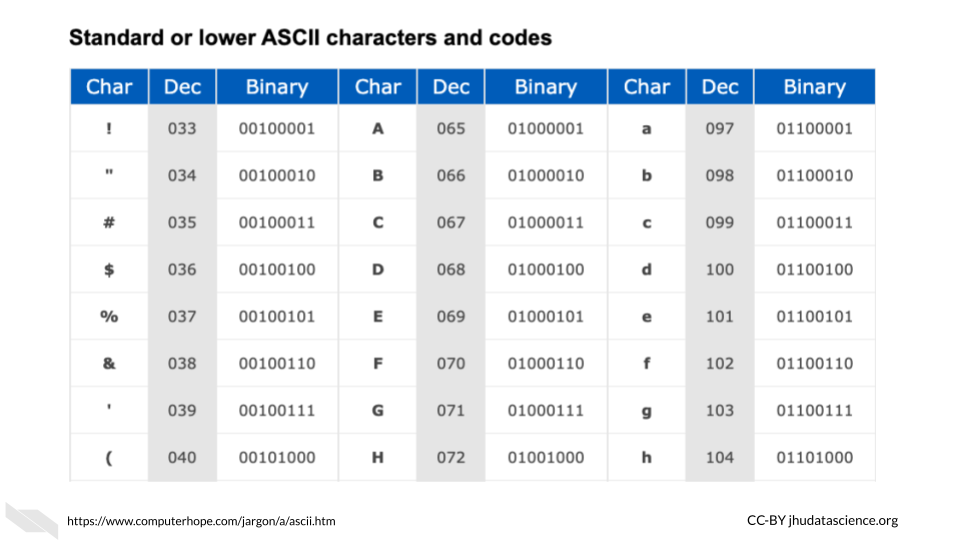 Standard or lower ASCII characters and codes
Char Dec Binary Char Dec Binary Char Dec Binary
! 033 00100001 A 065 01000001 a 097 01100001
" 034 00100010 B 066 01000010 b 098 01100010
# 035 00100011 C 067 01000011 c 099 01100011
$ 036 00100100 D 068 01000100 d 100 01100100
% 037 00100101 E 069 01000101 e 101 01100101
& 038 00100110 F 070 01000110 f 102 01100110
' 039 00100111 G 071 01000111 g 103 01100111
( 040 00101000 H 072 01001000 h 104 01101000
https://www.computerhope.com/jargon/a/ascii.htm
CC-BY jhudatascience.org